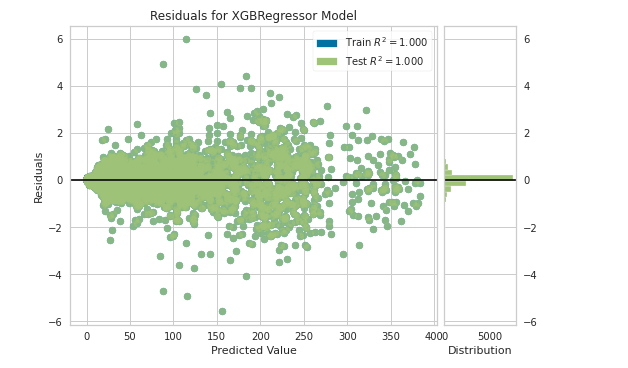 Residuals for XGBRegressor Model
Train R² = 1.000
Test R² = 1.000
Residuals
6
4
2
0
−2
−4
−6
0 50 100 150 200 250 300 350 400
Predicted Value
6
4
2
0
−2
−4
−6
0 5000
Distribution